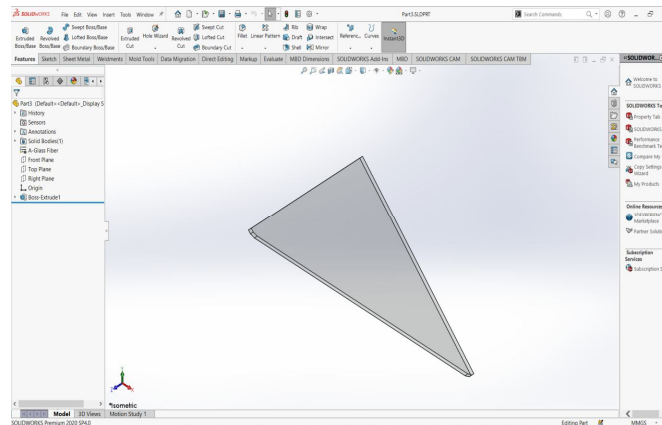 SOLIDWORKS File Edit View Insert Tools Window Part3.SLDPRT Search Commands
Extruded Boss/Base Revolved Boss/Base Swept Boss/Base Lofted Boss/Base Boundary Boss/Base Extruded Cut Hole Wizard Revolved Cut Swept Cut Lofted Cut Boundary Cut Fillet Linear Pattern Rib Draft Shell Wrap Intersect Mirror Referenc... Curves Instant3D
Features Sketch Sheet Metal Weldments Mold Tools Data Migration Direct Editing Markup Evaluate MBD Dimensions SOLIDWORKS Add-Ins MBD SOLIDWORKS CAM SOLIDWORKS CAM TBM
Part3 (Default<<Default>_Display S
History
Sensors
Annotations
Solid Bodies(1)
A-Glass Fiber
Front Plane
Top Plane
Right Plane
Origin
Boss-Extrude1
SOLIDWOR...
Welcome to
SOLIDWORKS
SOLIDWORKS To
Property Tab
SOLIDWORKS
Performance
Benchmark Te
Compare My
Copy Settings
Wizard
My Products
Online Resources
Marketplace
Partner Solutio
Subscription
Services
Subscription S
*Isometric
Model 3D Views Motion Study 1
SOLIDWORKS Premium 2020 SP4.0 Editing Part MMGS